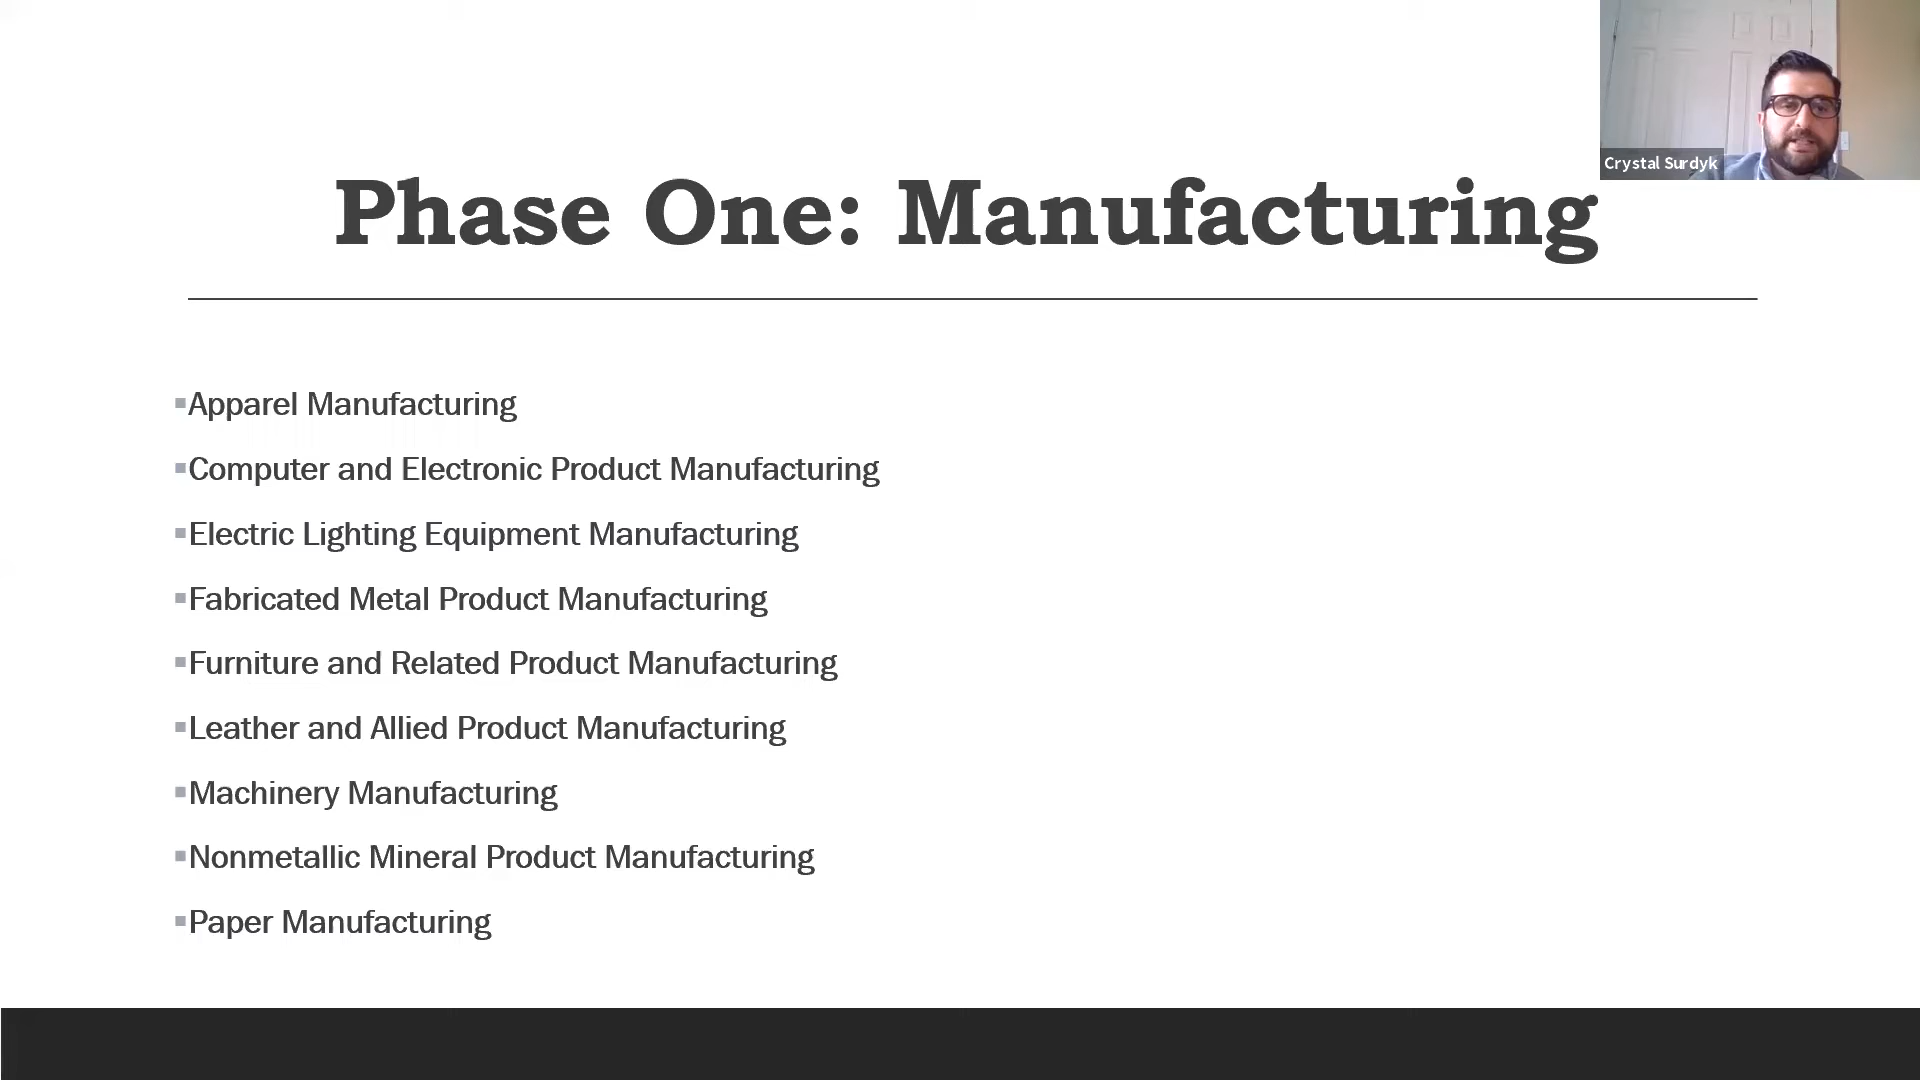 Crystal Surdyk
Phase One: Manufacturing
▪Apparel Manufacturing
▪Computer and Electronic Product Manufacturing
▪Electric Lighting Equipment Manufacturing
▪Fabricated Metal Product Manufacturing
▪Furniture and Related Product Manufacturing
▪Leather and Allied Product Manufacturing
▪Machinery Manufacturing
▪Nonmetallic Mineral Product Manufacturing
▪Paper Manufacturing